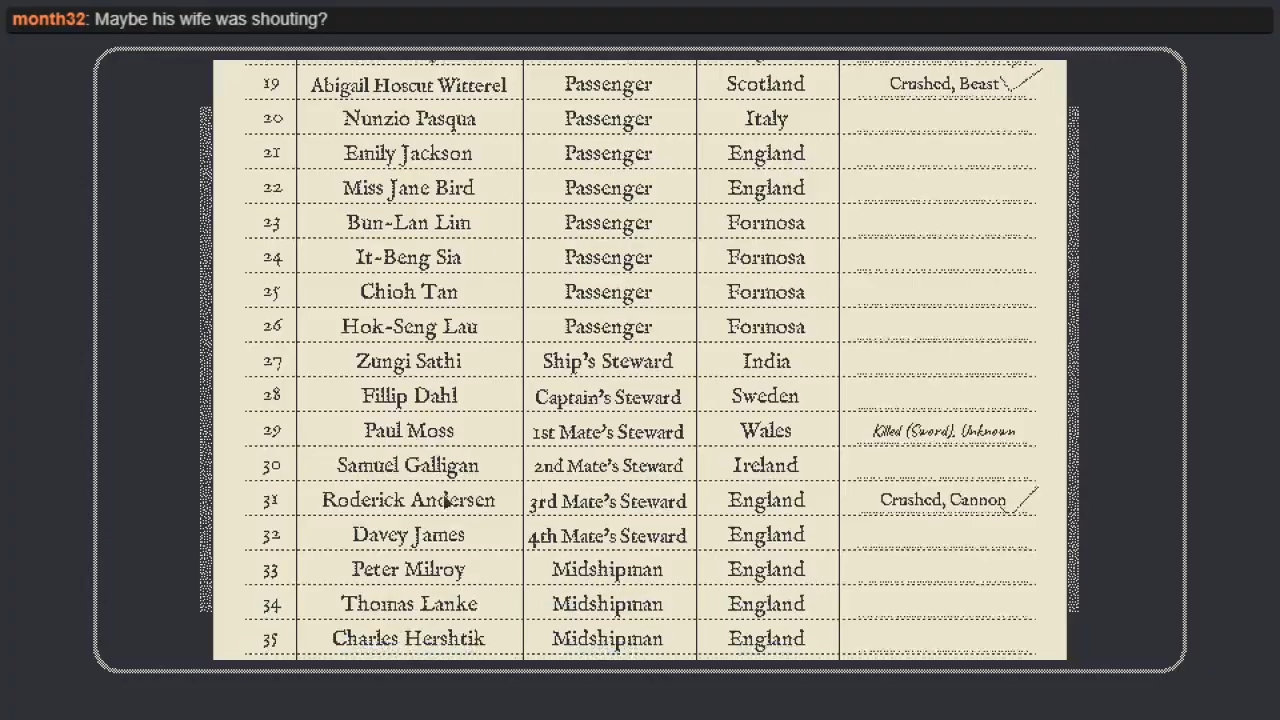 month32: Maybe his wife was shouting?
19 Abigail Hoscut Witterel Passenger Scotland Crushed, Beast
20 Nunzio Pasqua Passenger Italy
21 Emily Jackson Passenger England
22 Miss Jane Bird Passenger England
23 Bun-Lan Lim Passenger Formosa
24 It-Beng Sia Passenger Formosa
25 Chioh Tan Passenger Formosa
26 Hok-Seng Lau Passenger Formosa
27 Zungi Sathi Ship's Steward India
28 Fillip Dahl Captain's Steward Sweden
29 Paul Moss 1st Mate's Steward Wales Killed (Sword), Unknown
30 Samuel Galligan 2nd Mate's Steward Ireland
31 Roderick Andersen 3rd Mate's Steward England Crushed, Cannon
32 Davey James 4th Mate's Steward England
33 Peter Milroy Midshipman England
34 Thomas Lanke Midshipman England
35 Charles Hershtik Midshipman England